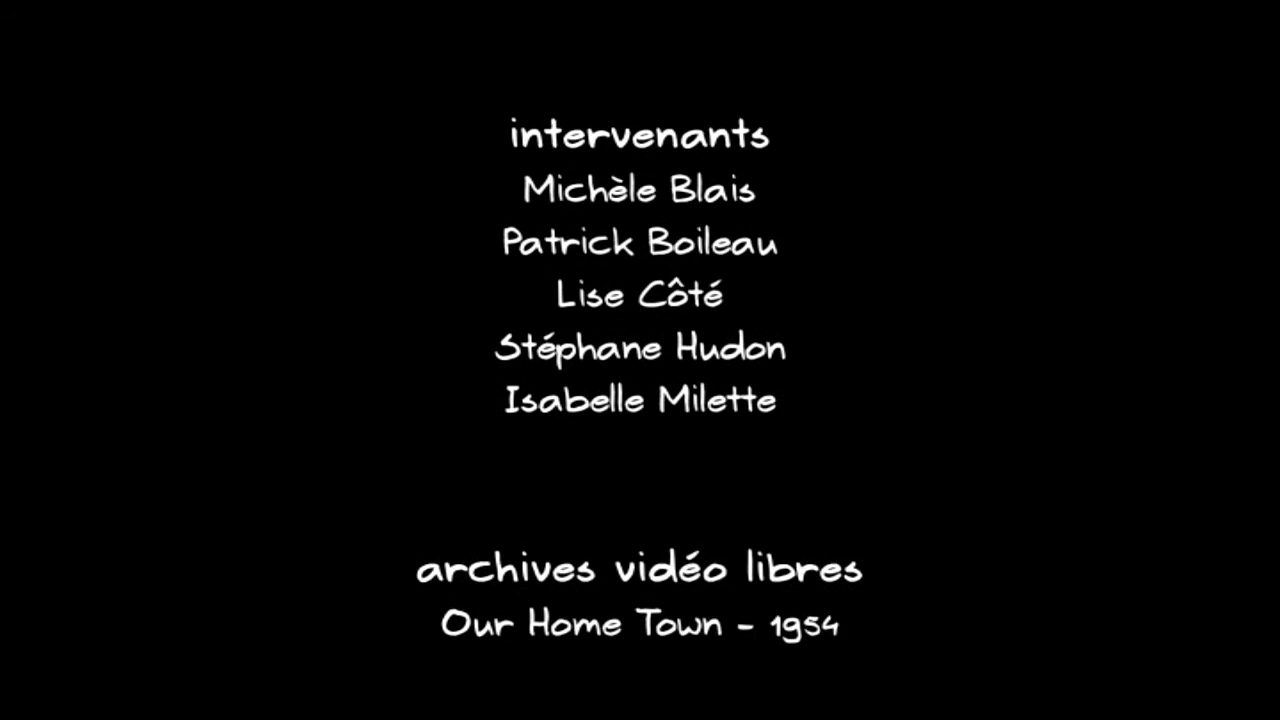 intervenants
Michèle Blais
Patrick Boileau
Lise Côté
Stéphane Hudon
Isabelle Milette
archives vidéo libres
Our Home Town - 1954